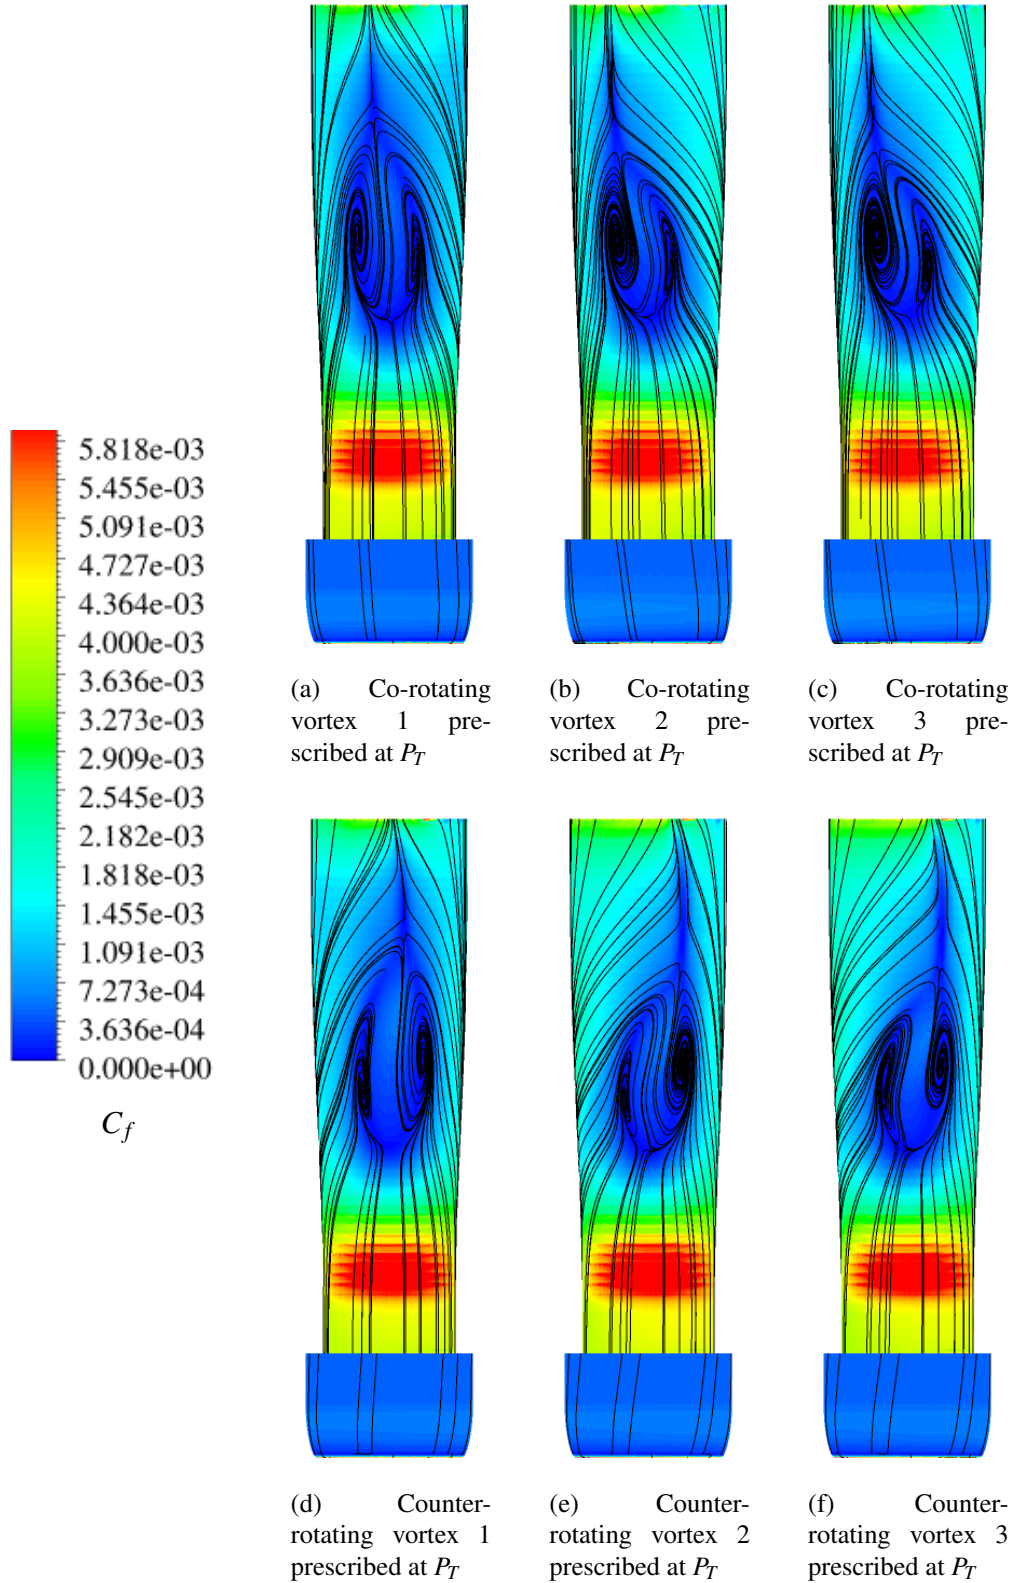 5.818e-03
5.455e-03
5.091e-03
4.727e-03
4.364e-03
4.000e-03
3.636e-03
3.273e-03
2.909e-03
2.545e-03
2.182e-03
1.818e-03
1.455e-03
1.091e-03
7.273e-04
3.636e-04
0.000e+00
C_f
(a) Co-rotating
vortex 1 pre-
scribed at P_T
(b) Co-rotating
vortex 2 pre-
scribed at P_T
(c) Co-rotating
vortex 3 pre-
scribed at P_T
(d) Counter-
rotating vortex 1
prescribed at P_T
(e) Counter-
rotating vortex 2
prescribed at P_T
(f) Counter-
rotating vortex 3
prescribed at P_T